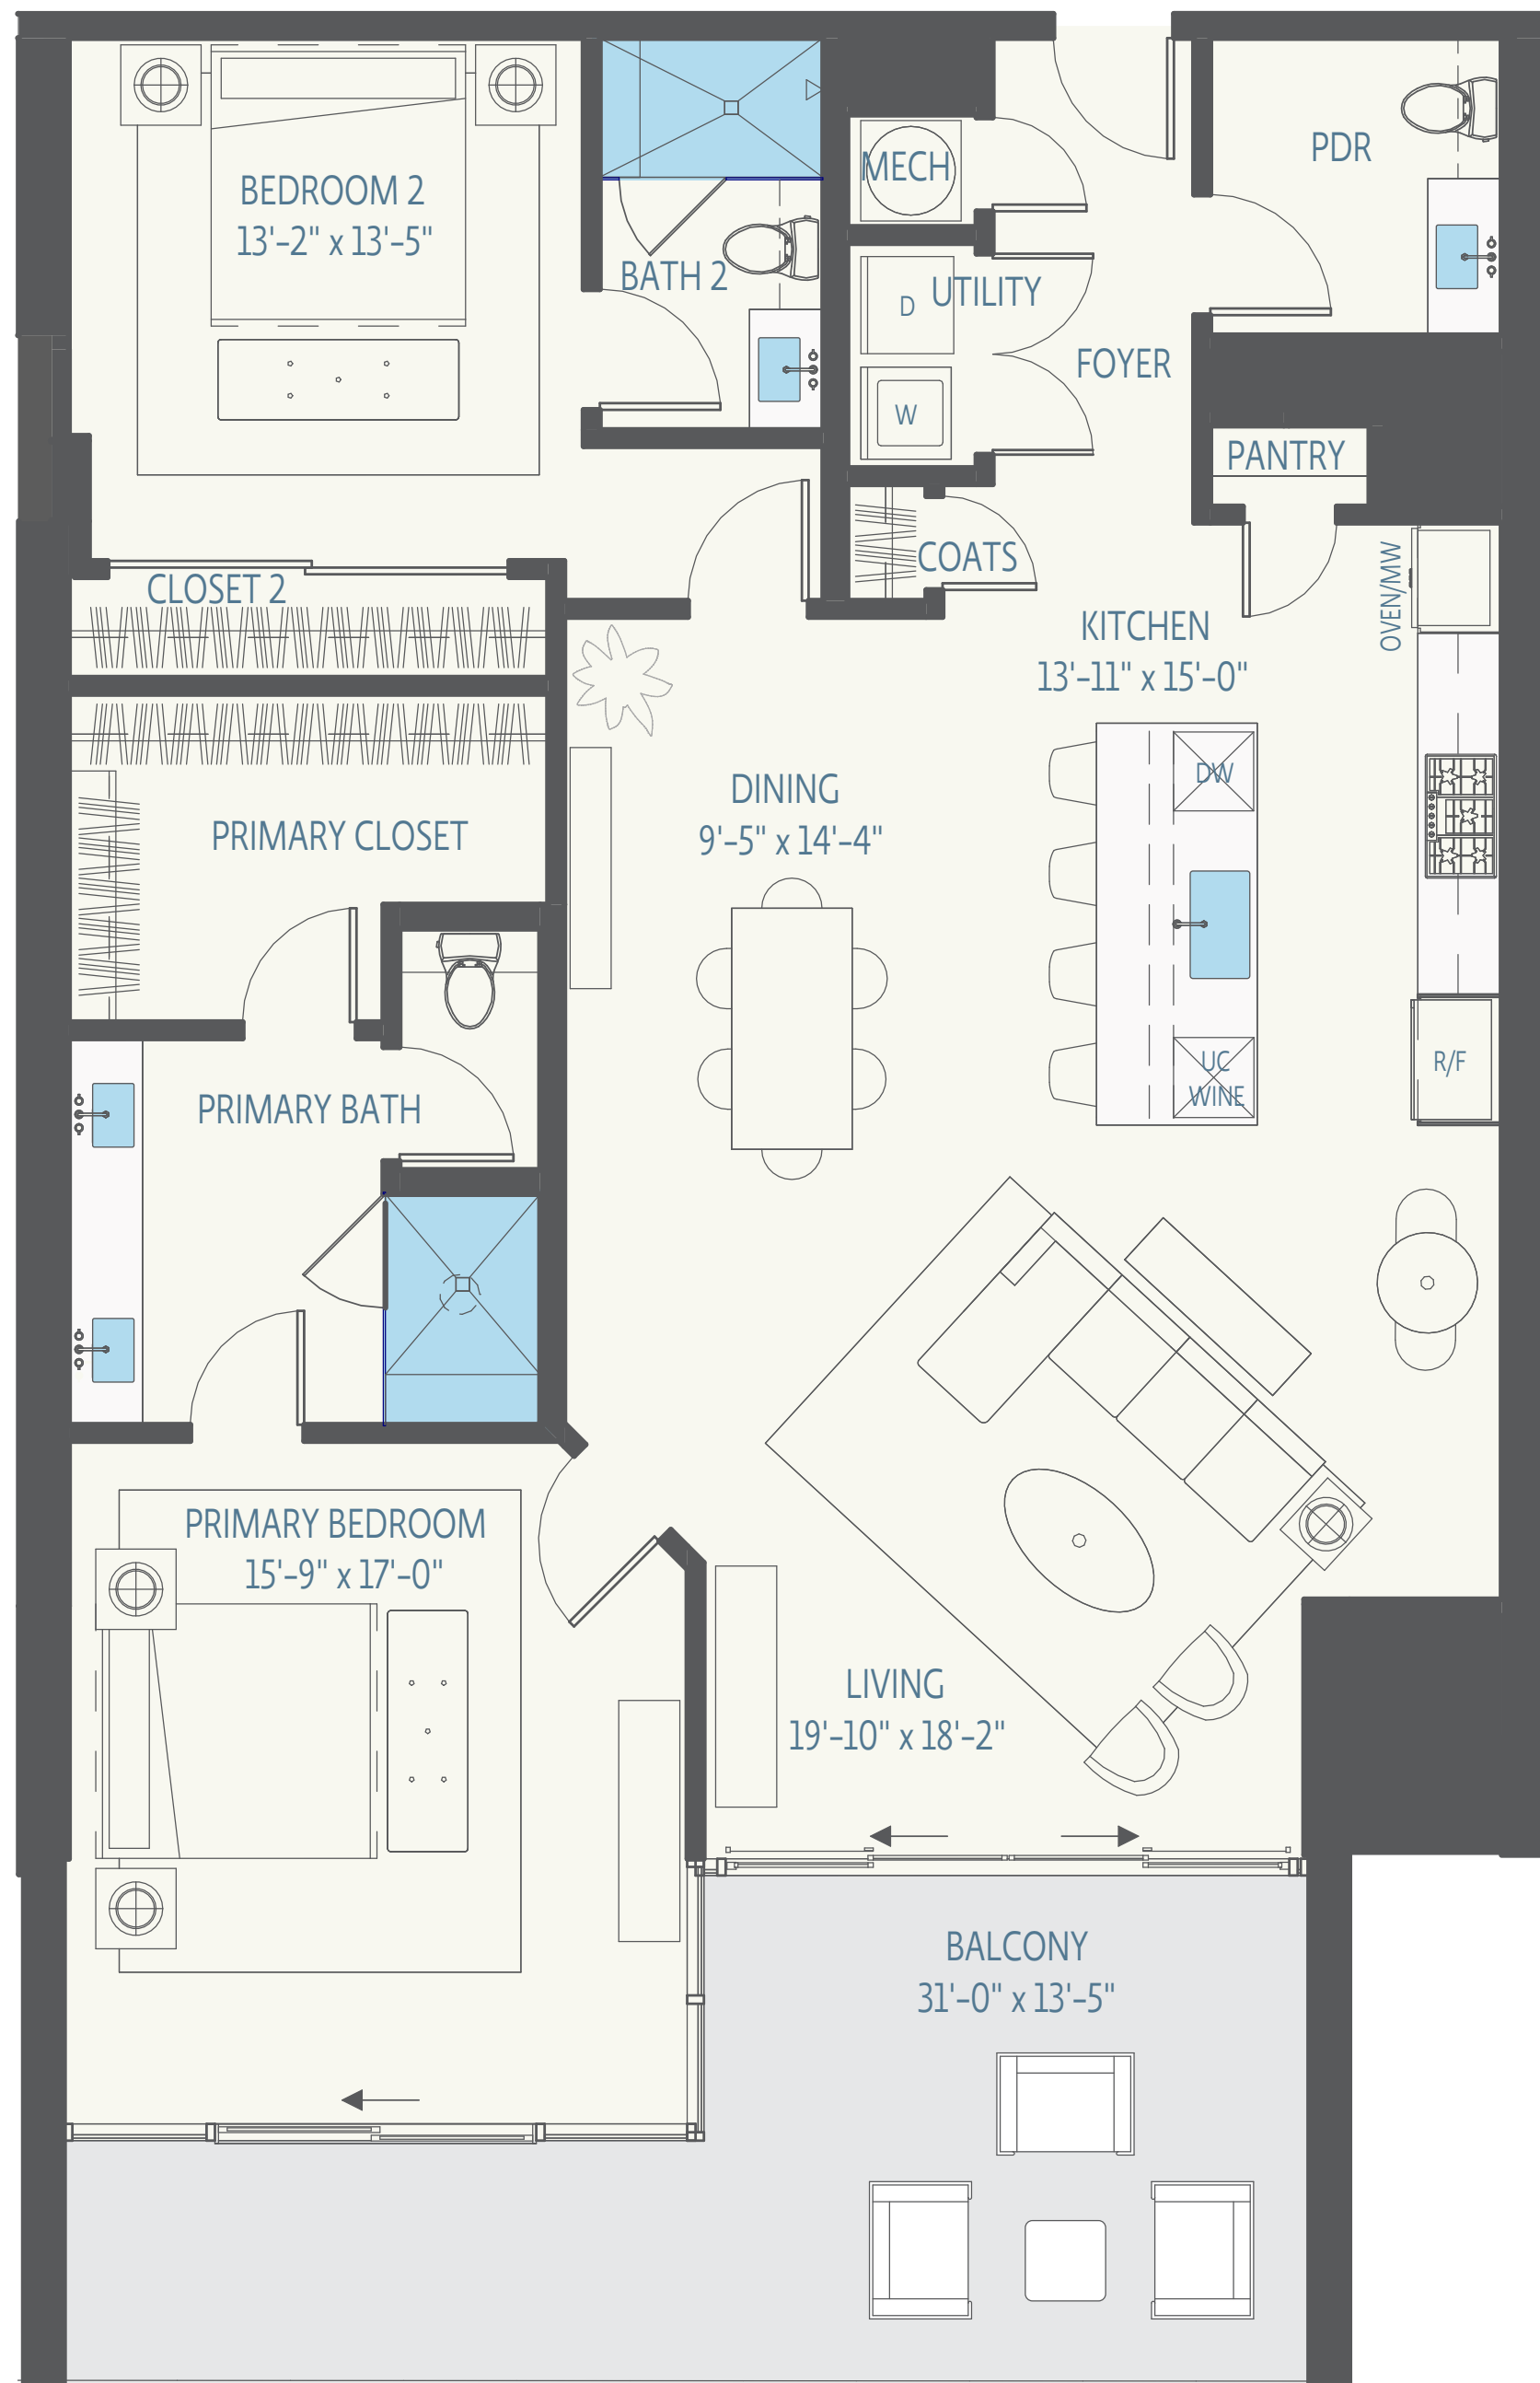 PDR
MECH
BEDROOM 2
13'-2" x 13'-5"
BATH 2
UTILITY
D
FOYER
W
PANTRY
COATS
OVEN/MW
CLOSET 2
KITCHEN
13'-11" x 15'-0"
DW
DINING
9'-5" x 14'-4"
PRIMARY CLOSET
UC
WINE
R/F
PRIMARY BATH
PRIMARY BEDROOM
15'-9" x 17'-0"
LIVING
19'-10" x 18'-2"
BALCONY
31'-0" x 13'-5"